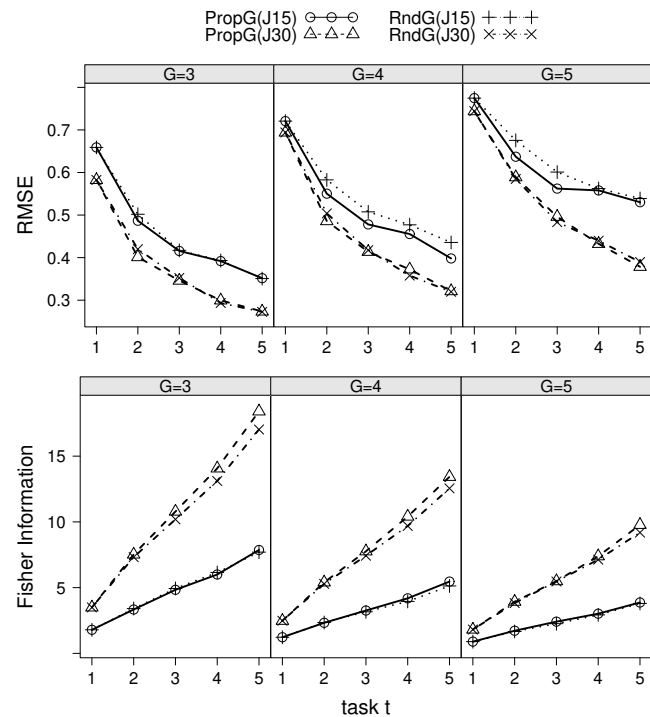 PropG(J15) RndG(J15)
PropG(J30) RndG(J30)
G=3 G=4 G=5
RMSE
0.7
0.6
0.5
0.4
0.3
1 2 3 4 5 1 2 3 4 5 1 2 3 4 5
G=3 G=4 G=5
Fisher Information
15
10
5
1 2 3 4 5 1 2 3 4 5 1 2 3 4 5
task t